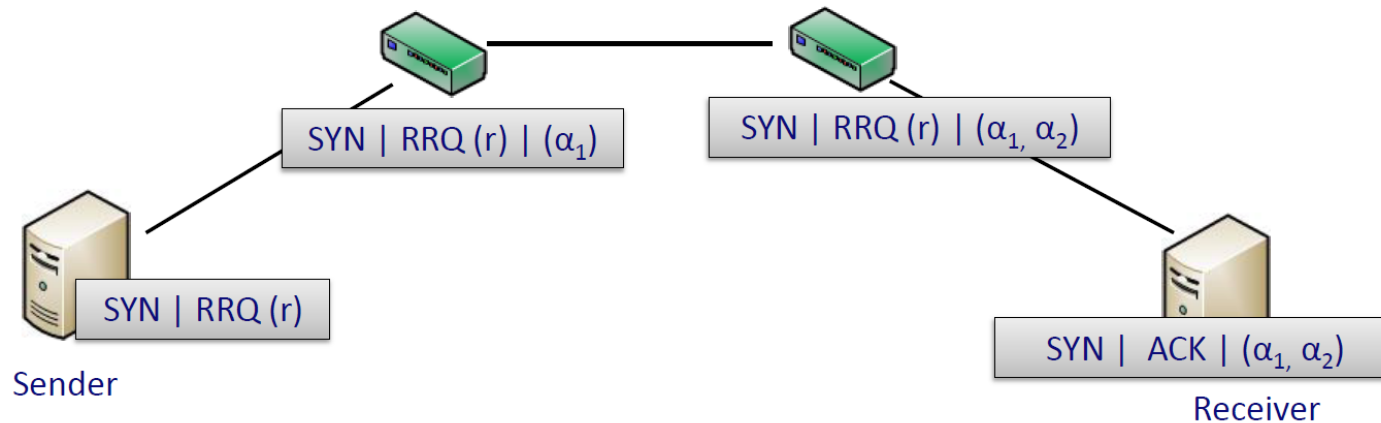 SYN | RRQ (r) | (α₁)
SYN | RRQ (r) | (α₁, α₂)
SYN | RRQ (r)
SYN | ACK | (α₁, α₂)
Sender
Receiver